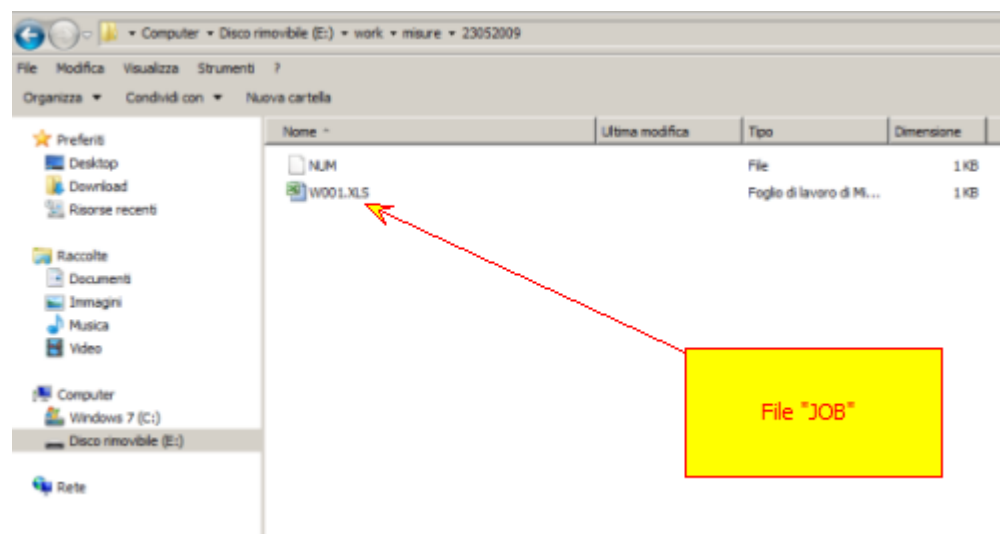 Computer Disco rimovibile (E:) work misure 23052009
File Modifica Visualizza Strumenti ?
Organizza Condividi con Nuova cartella
Nome Ultima modifica Tipo Dimensione
Preferiti
Desktop
Download
Risorse recenti
Raccolte
Documenti
Immagini
Musica
Video
Computer
Windows 7 (C:)
Disco rimovibile (E:)
Rete
NUM File 1 KB
W001.XLS Foglio di lavoro di Mi... 1 KB
File "JOB"